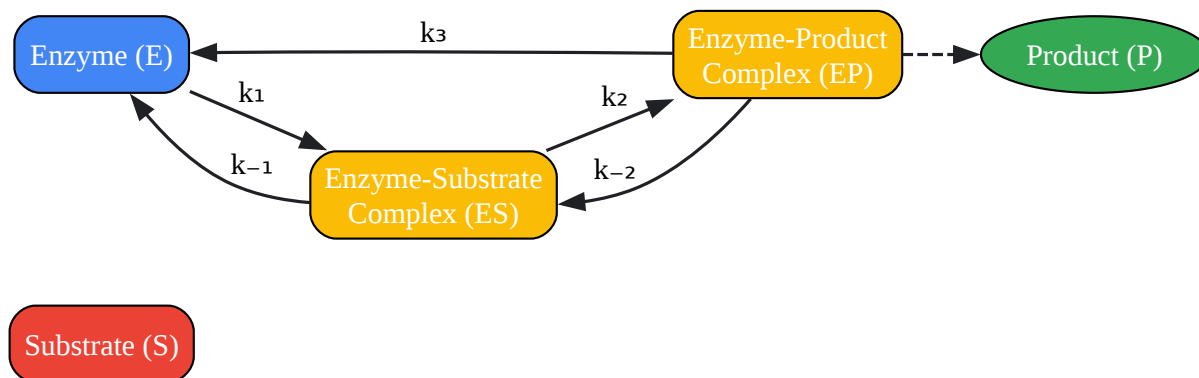 Enzyme (E)
k₃
Enzyme-Product
Complex (EP)
Product (P)
k₁
k₂
k₋₁
k₋₂
Enzyme-Substrate
Complex (ES)
Substrate (S)